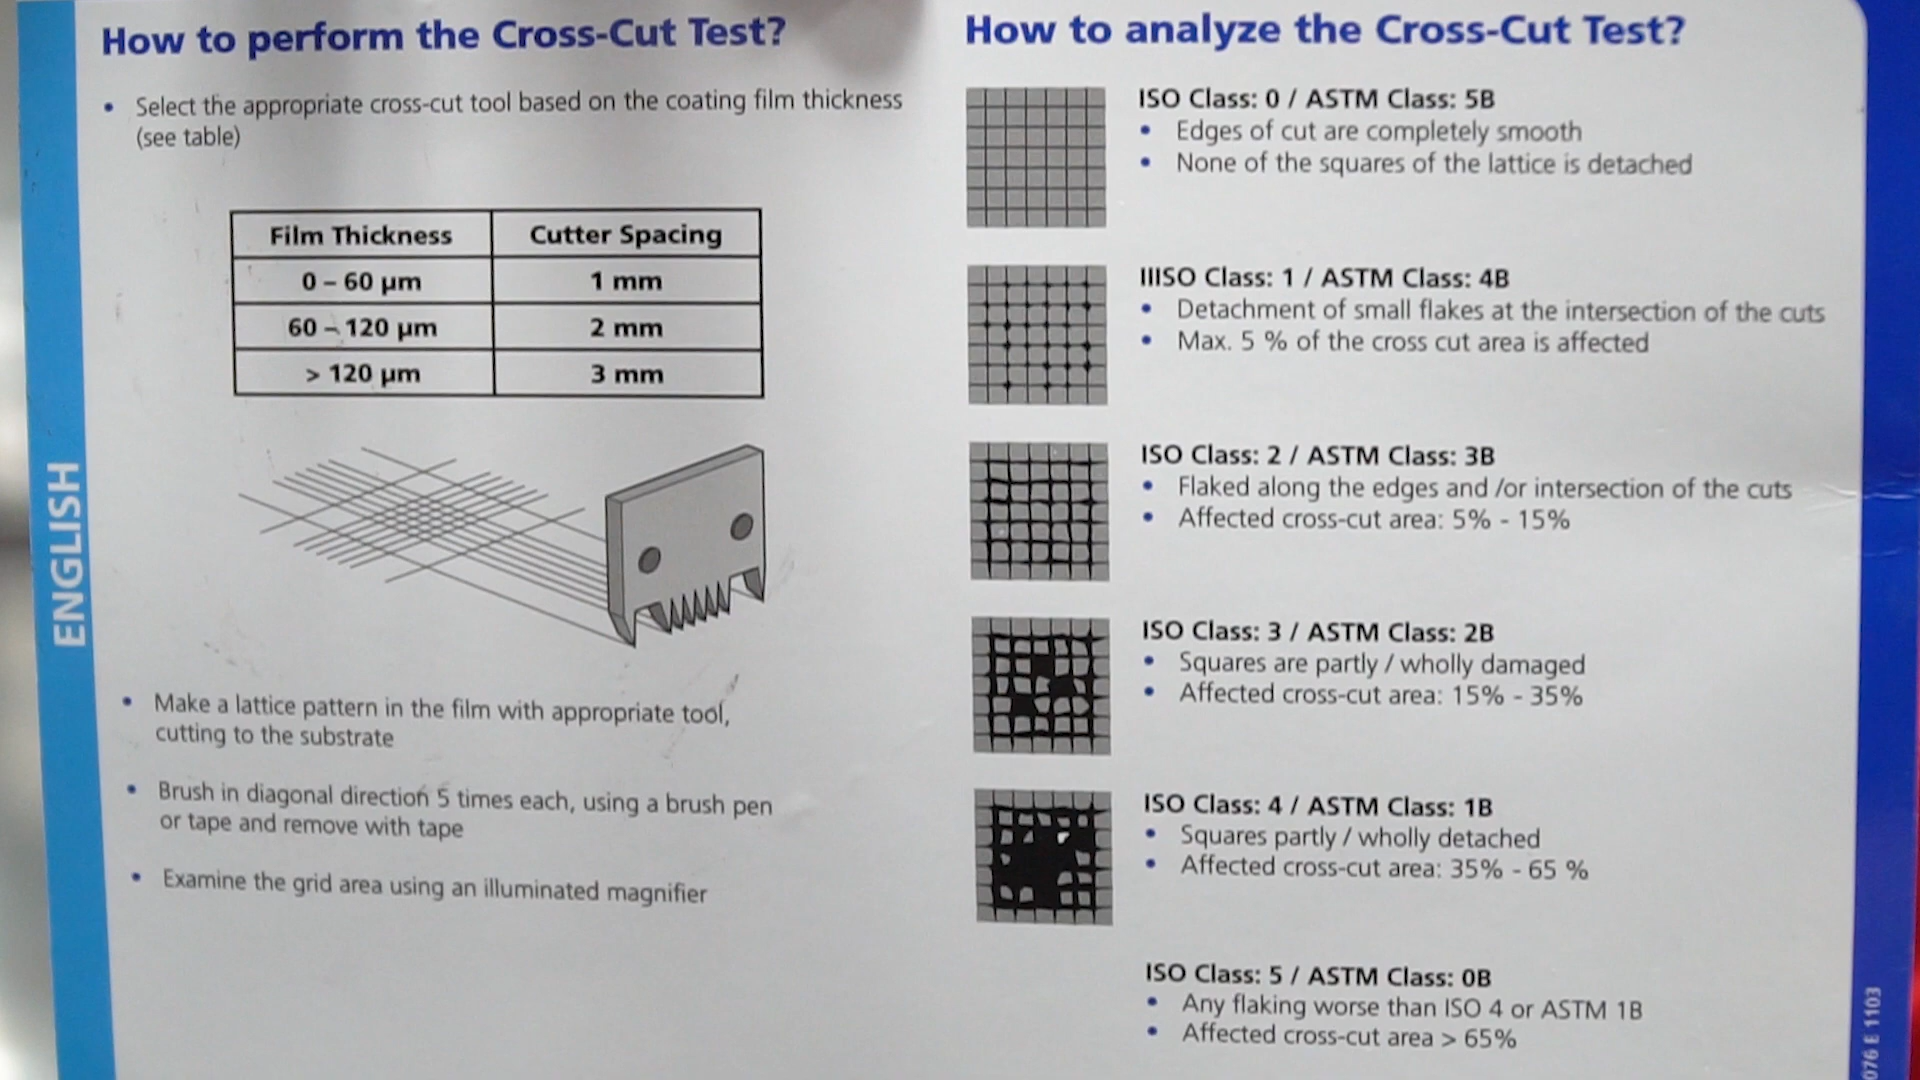 How to perform the Cross-Cut Test?
• Select the appropriate cross-cut tool based on the coating film thickness
(see table)
Film Thickness Cutter Spacing
0 – 60 µm 1 mm
60 – 120 µm 2 mm
> 120 µm 3 mm
• Make a lattice pattern in the film with appropriate tool,
cutting to the substrate
• Brush in diagonal direction 5 times each, using a brush pen
or tape and remove with tape
• Examine the grid area using an illuminated magnifier
ENGLISH
How to analyze the Cross-Cut Test?
ISO Class: 0 / ASTM Class: 5B
• Edges of cut are completely smooth
• None of the squares of the lattice is detached
IIISO Class: 1 / ASTM Class: 4B
• Detachment of small flakes at the intersection of the cuts
• Max. 5 % of the cross cut area is affected
ISO Class: 2 / ASTM Class: 3B
• Flaked along the edges and /or intersection of the cuts
• Affected cross-cut area: 5% - 15%
ISO Class: 3 / ASTM Class: 2B
• Squares are partly / wholly damaged
• Affected cross-cut area: 15% - 35%
ISO Class: 4 / ASTM Class: 1B
• Squares partly / wholly detached
• Affected cross-cut area: 35% - 65 %
ISO Class: 5 / ASTM Class: 0B
• Any flaking worse than ISO 4 or ASTM 1B
• Affected cross-cut area > 65%
076 E 1103